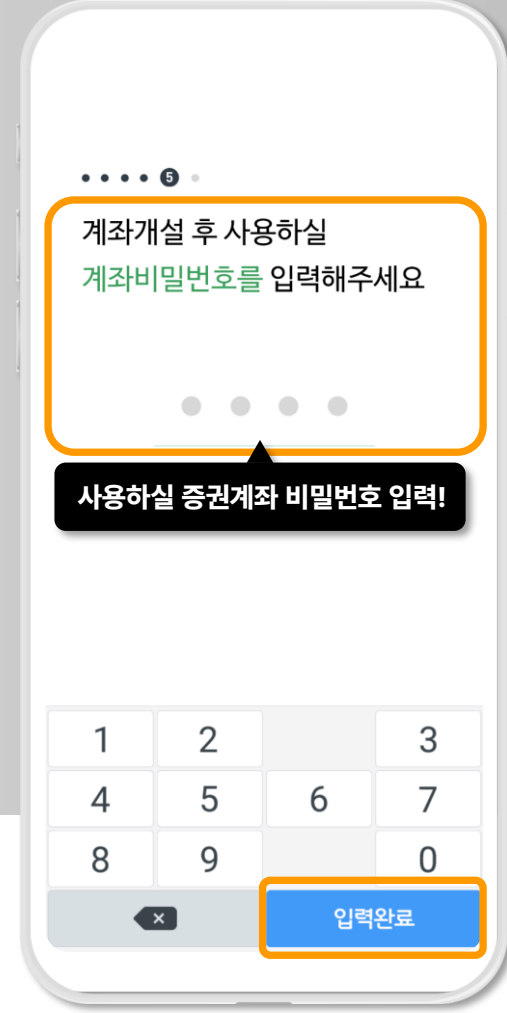 5
계좌개설 후 사용하실
계좌비밀번호를 입력해주세요
사용하실 증권계좌 비밀번호 입력!
1 2 3
4 5 6 7
8 9 0
입력완료